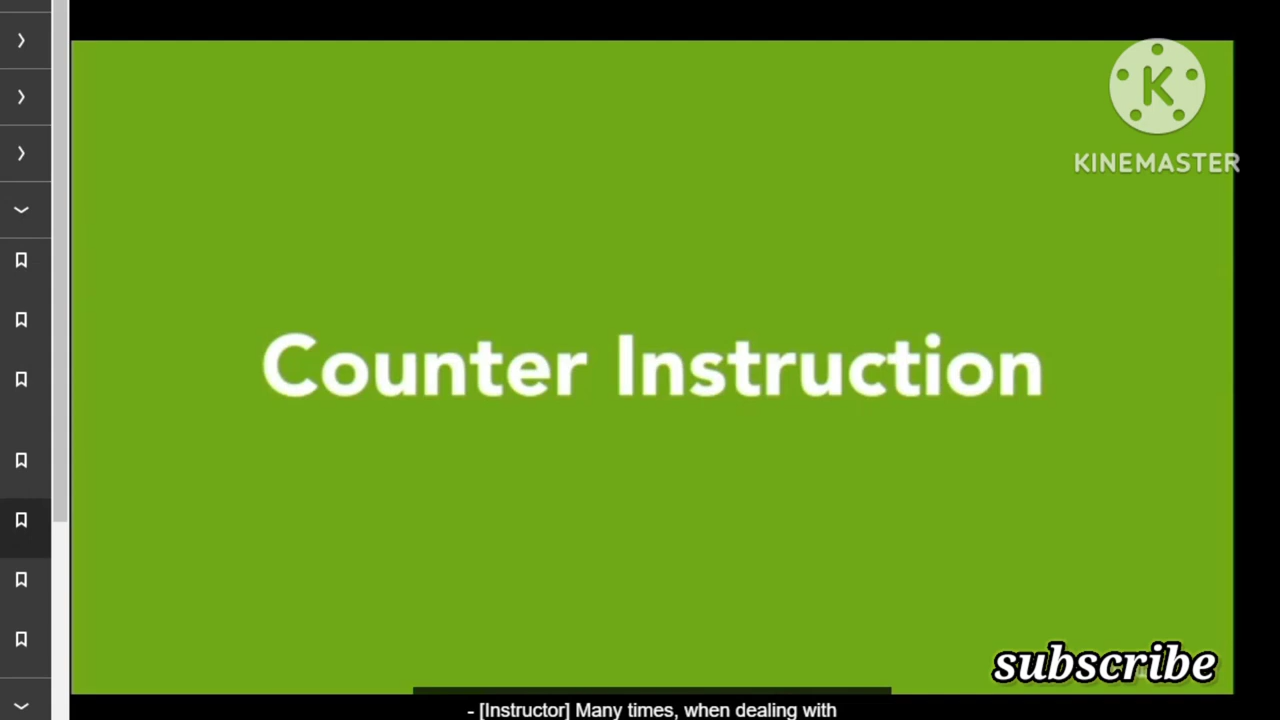 K
KINEMASTER
Counter Instruction
subscribe
- [Instructor] Many times, when dealing with